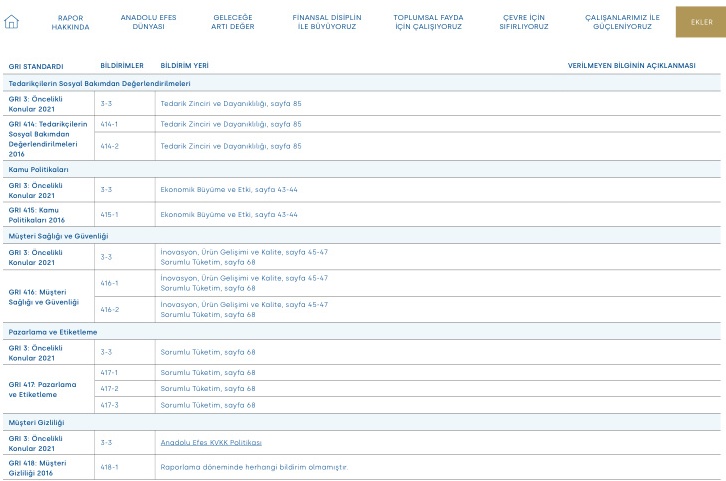 RAPOR
HAKKINDA
ANADOLU EFES
DÜNYASI
GELECEĞE
ARTI DEĞER
FİNANSAL DİSİPLİN
İLE BÜYÜYORUZ
TOPLUMSAL FAYDA
İÇİN ÇALIŞIYORUZ
ÇEVRE İÇİN
SIFIRLIYORUZ
ÇALIŞANLARIMIZ İLE
GÜÇLENİYORUZ
EKLER
GRI STANDARDI BİLDİRİMLER BİLDİRİM YERİ VERİLMEYEN BİLGİNİN AÇIKLANMASI
Tedarikçilerin Sosyal Bakımdan Değerlendirilmeleri
GRI 3: Öncelikli
Konular 2021
3-3 Tedarik Zinciri ve Dayanıklılığı, sayfa 85
GRI 414: Tedarikçilerin
Sosyal Bakımdan
Değerlendirilmeleri
2016
414-1 Tedarik Zinciri ve Dayanıklılığı, sayfa 85
414-2 Tedarik Zinciri ve Dayanıklılığı, sayfa 85
Kamu Politikaları
GRI 3: Öncelikli
Konular 2021
3-3 Ekonomik Büyüme ve Etki, sayfa 43-44
GRI 415: Kamu
Politikaları 2016
415-1 Ekonomik Büyüme ve Etki, sayfa 43-44
Müşteri Sağlığı ve Güvenliği
GRI 3: Öncelikli
Konular 2021
3-3 İnovasyon, Ürün Gelişimi ve Kalite, sayfa 45-47
Sorumlu Tüketim, sayfa 68
GRI 416: Müşteri
Sağlığı ve Güvenliği
416-1 İnovasyon, Ürün Gelişimi ve Kalite, sayfa 45-47
Sorumlu Tüketim, sayfa 68
416-2 İnovasyon, Ürün Gelişimi ve Kalite, sayfa 45-47
Sorumlu Tüketim, sayfa 68
Pazarlama ve Etiketleme
GRI 3: Öncelikli
Konular 2021
3-3 Sorumlu Tüketim, sayfa 68
GRI 417: Pazarlama
ve Etiketleme
417-1 Sorumlu Tüketim, sayfa 68
417-2 Sorumlu Tüketim, sayfa 68
417-3 Sorumlu Tüketim, sayfa 68
Müşteri Gizliliği
GRI 3: Öncelikli
Konular 2021
3-3 Anadolu Efes KVKK Politikası
GRI 418: Müşteri
Gizliliği 2016
418-1 Raporlama döneminde herhangi bildirim olmamıştır.